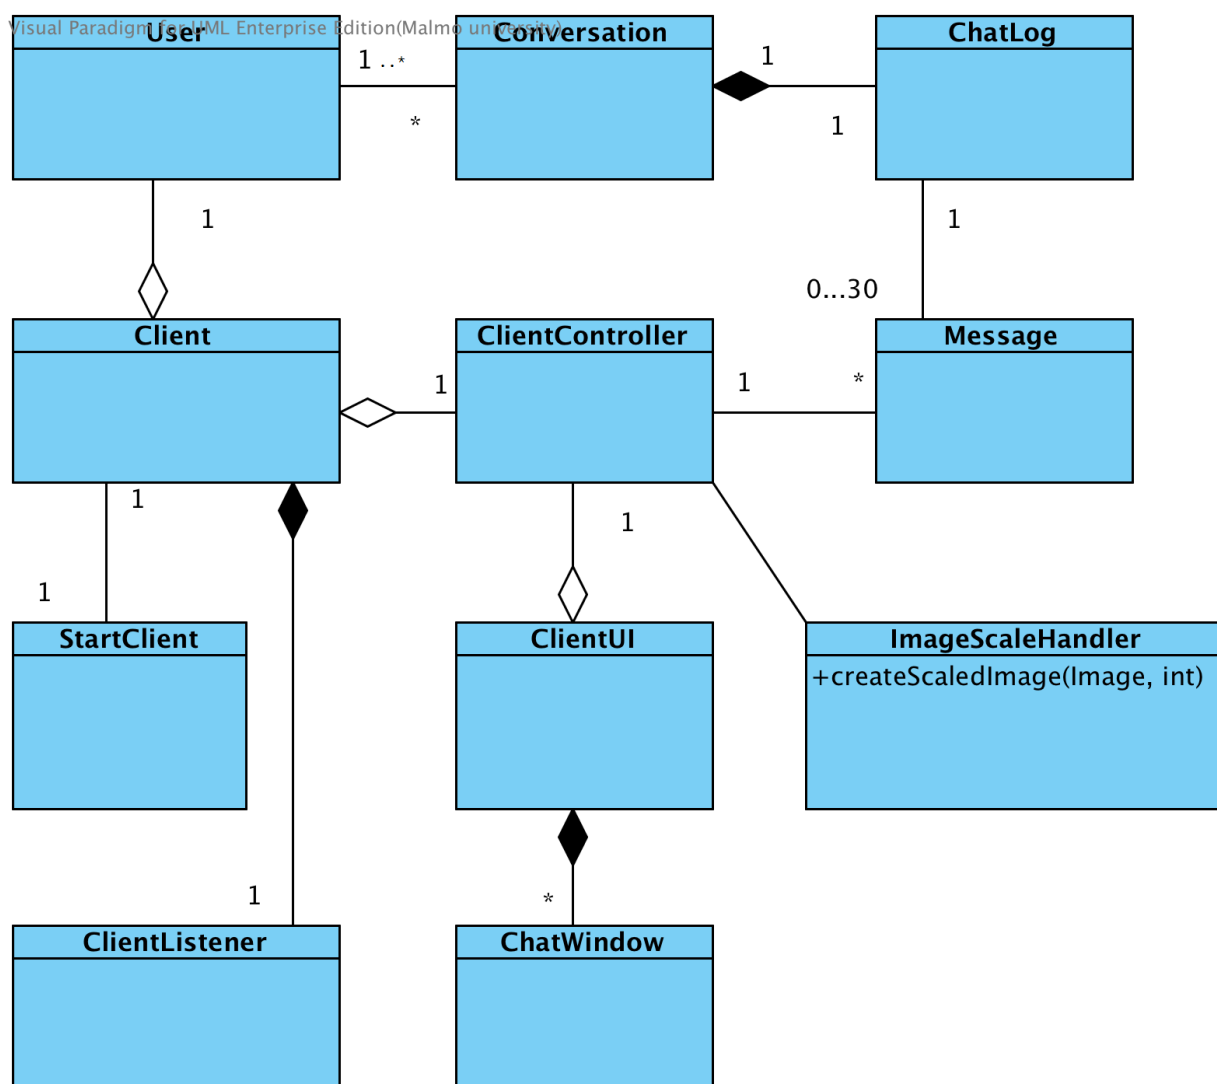 Visual Paradigm for UML Enterprise Edition(Malmo university)
User
Conversation
ChatLog
1 ..*
*
1
1
1
1
0...30
Client
ClientController
Message
1
1
*
1
1
1
StartClient
ClientUI
ImageScaleHandler
+createScaledImage(Image, int)
1
*
ClientListener
ChatWindow